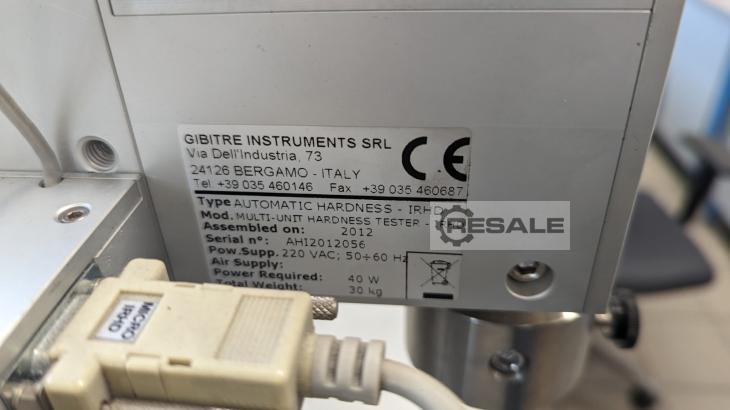 GIBITRE INSTRUMENTS SRL
Via Dell'Industria, 73
24126 BERGAMO - ITALY
Tel +39 035 460146 Fax +39 035 460687
CE
Type AUTOMATIC HARDNESS - IRHD
Mod. MULTI-UNIT HARDNESS TESTER -
Assembled on: 2012
Serial n°: AHI2012056
Pow.Supp. 220 VAC; 50÷60 Hz
Air Supply:
Power Required: 40 W
Total Weight: 30 kg
RESALE
MICRO
IRHD